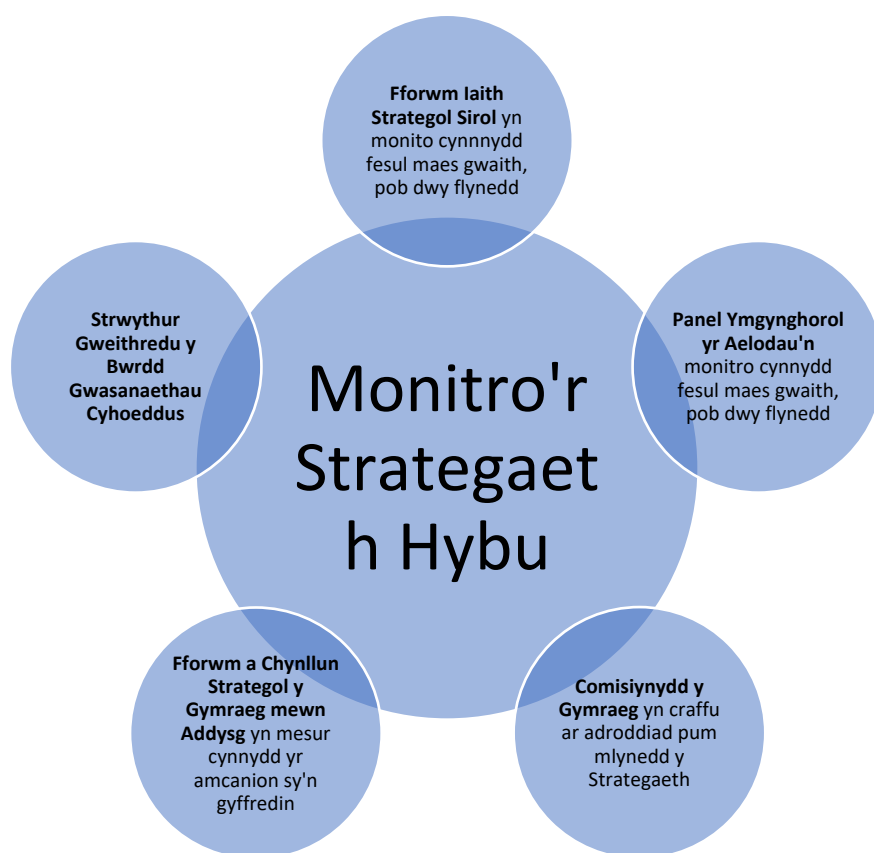 Fforwm Iaith
Strategol Sirol yn
monito cynnnydd
fesul maes gwaith,
pob dwy flynedd
Strwythur
Gweithredu y
Bwrdd
Gwasanaethau
Cyhoeddus
Panel Ymgynghorol
yr Aelodau'n
monitro cynnydd
fesul maes gwaith,
pob dwy flynedd
Monitro'r
Strategaet
h Hybu
Fforwm a Chynllun
Strategol y
Gymraeg mewn
Addysg yn mesur
cynnydd yr
amcanion sy'n
gyffredin
Comisiynydd y
Gymraeg yn craffu
ar adroddiad pum
mlynedd y
Strategaeth